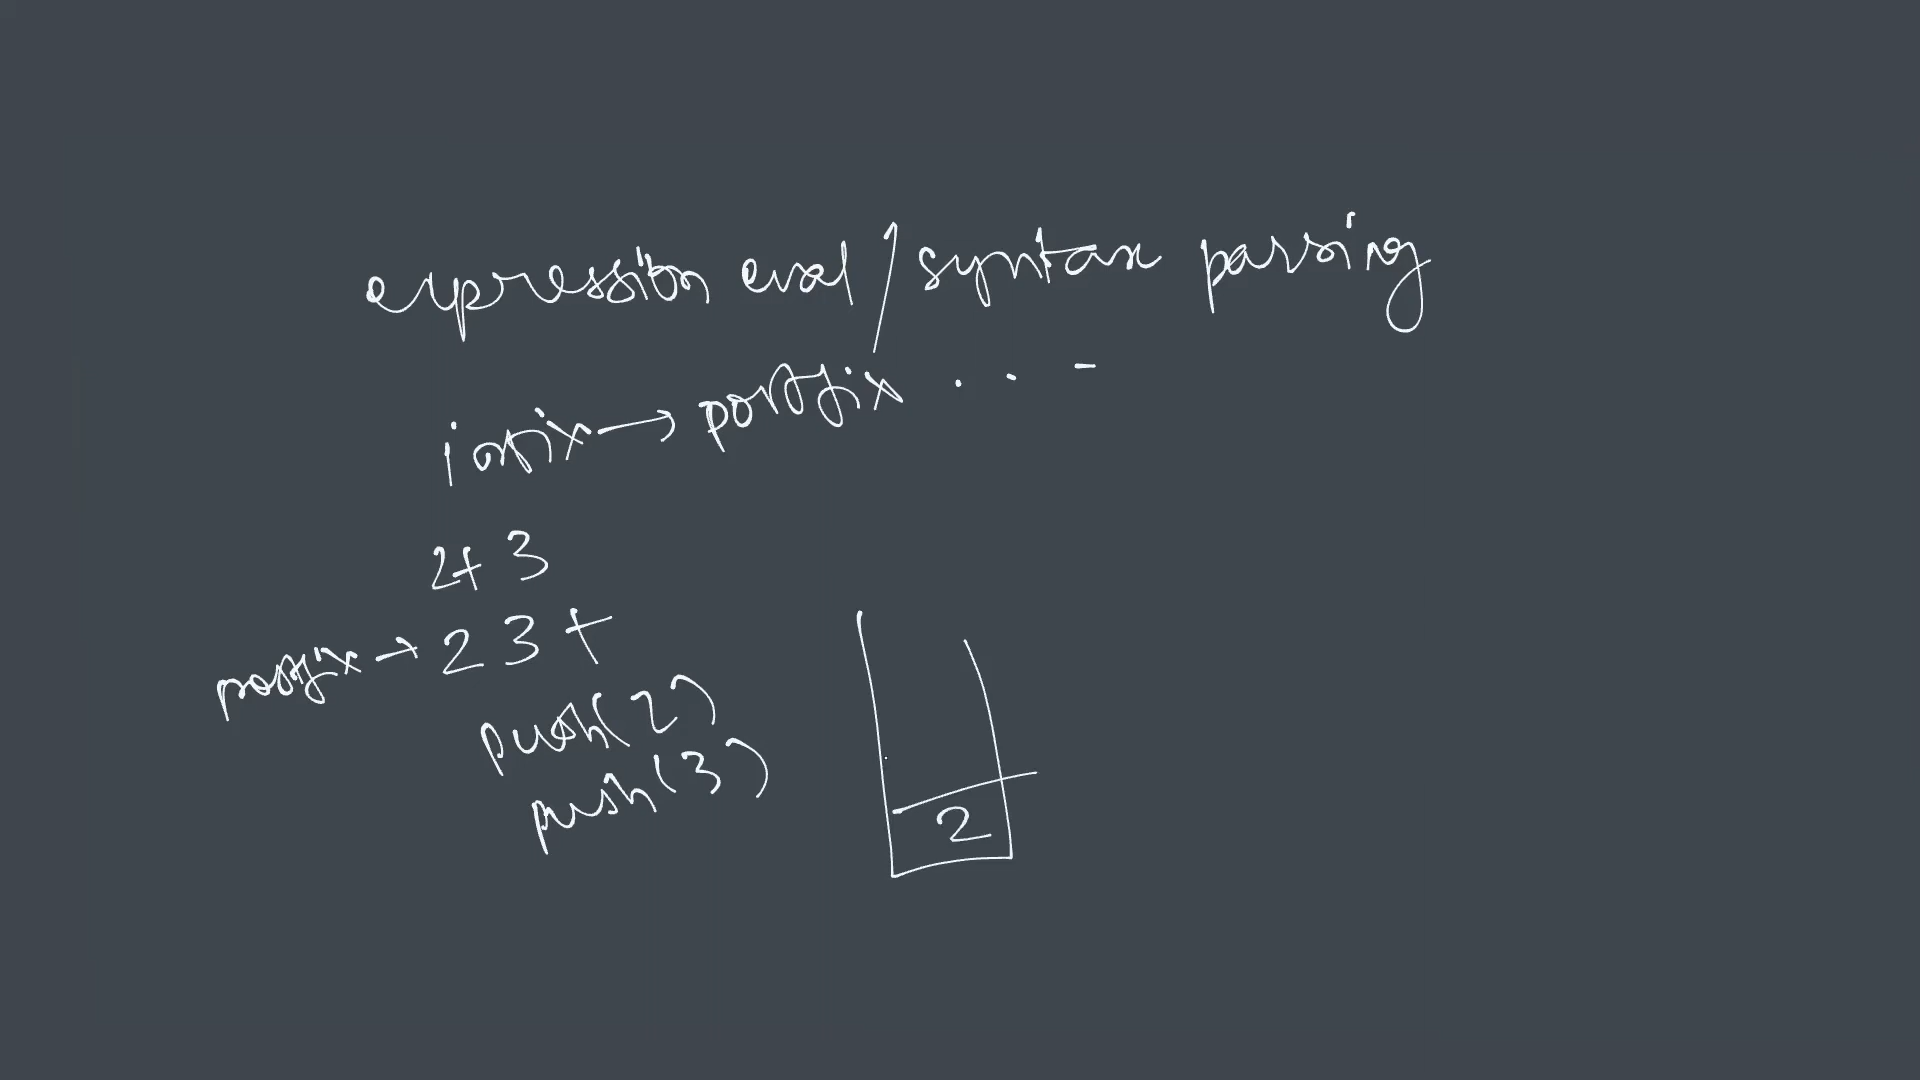 expression eval / syntax parsing
infix → postfix . . -
2+ 3
postfix → 2 3 +
push(2)
push(3)
2